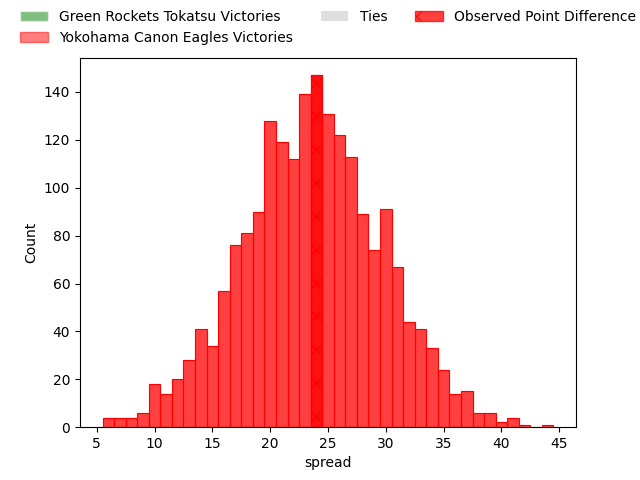 Green Rockets Tokatsu Victories
Yokohama Canon Eagles Victories
Ties
Observed Point Difference
Count
140
120
100
80
60
40
20
0
5 10 15 20 25 30 35 40 45
spread